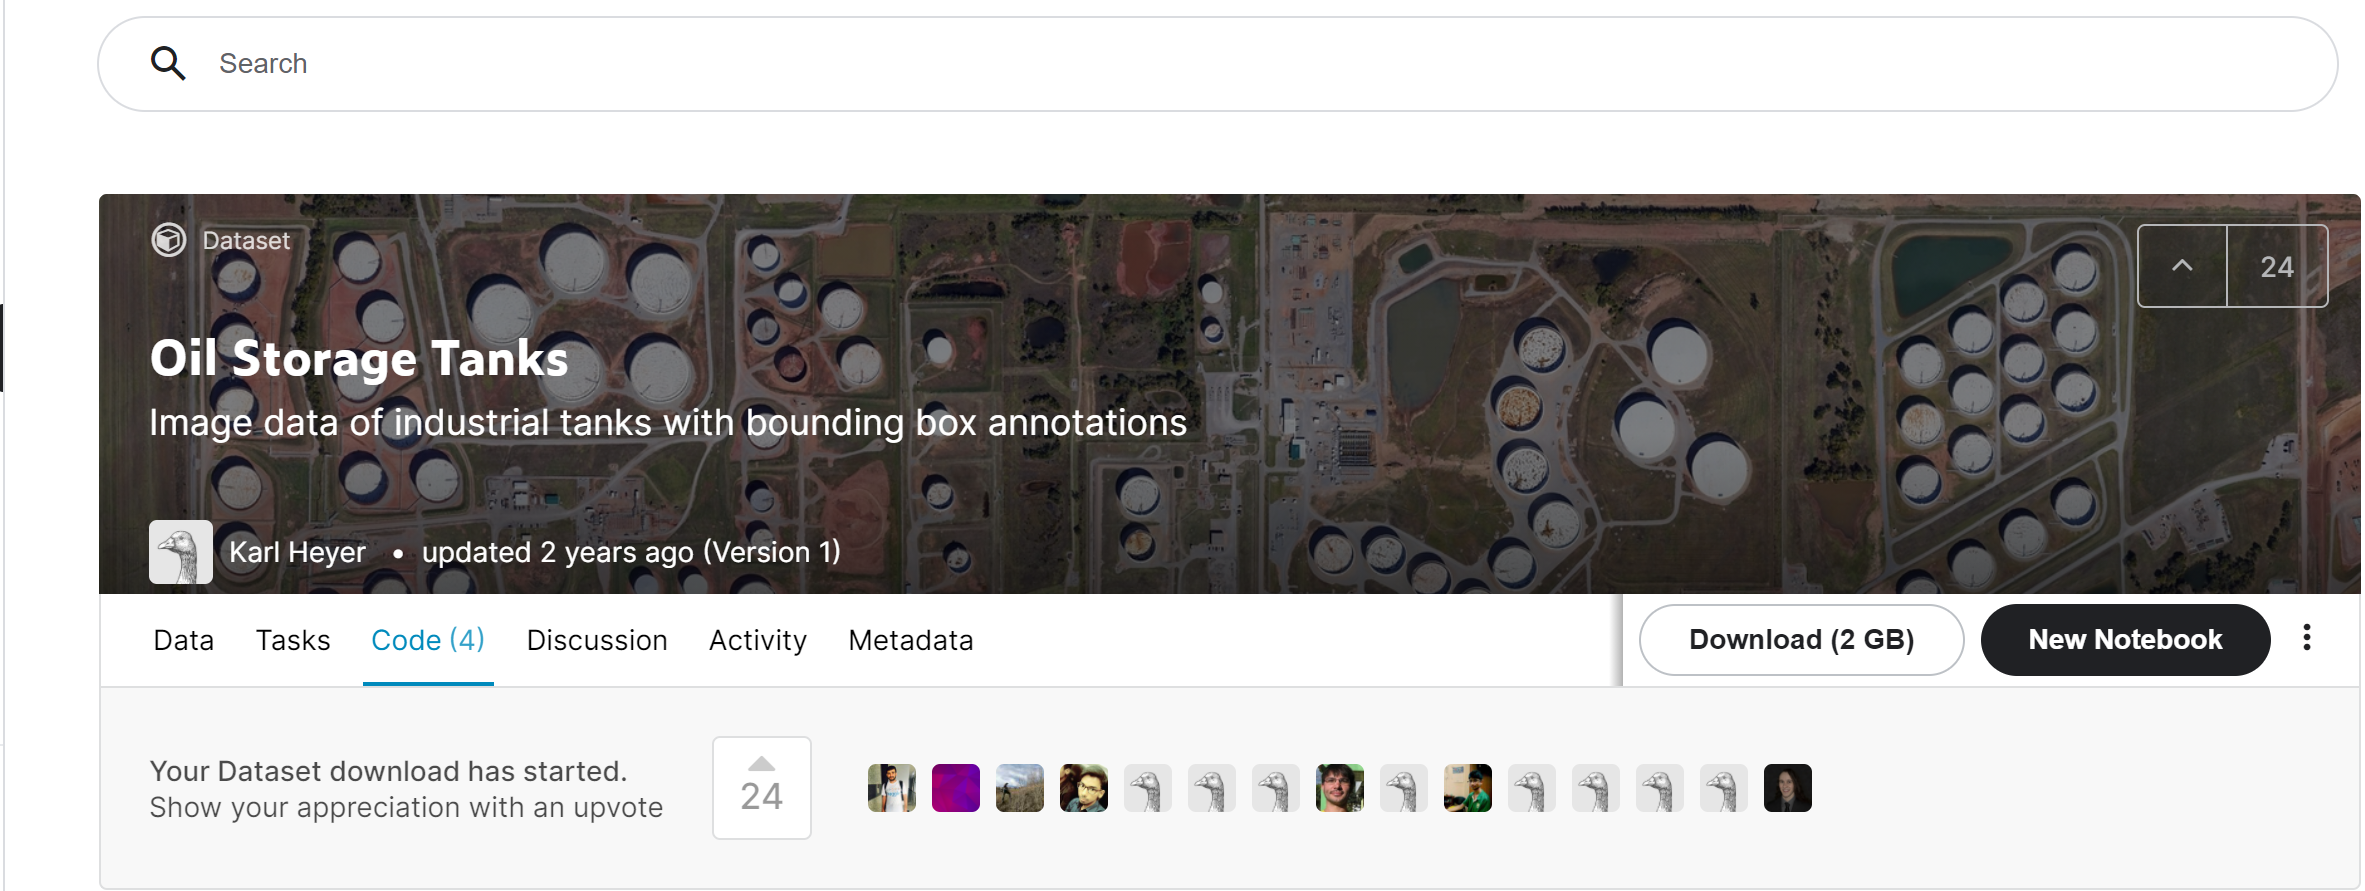 Search
Dataset
24
Oil Storage Tanks
Image data of industrial tanks with bounding box annotations
Karl Heyer • updated 2 years ago (Version 1)
Data Tasks Code (4) Discussion Activity Metadata Download (2 GB) New Notebook
Your Dataset download has started.
Show your appreciation with an upvote
24